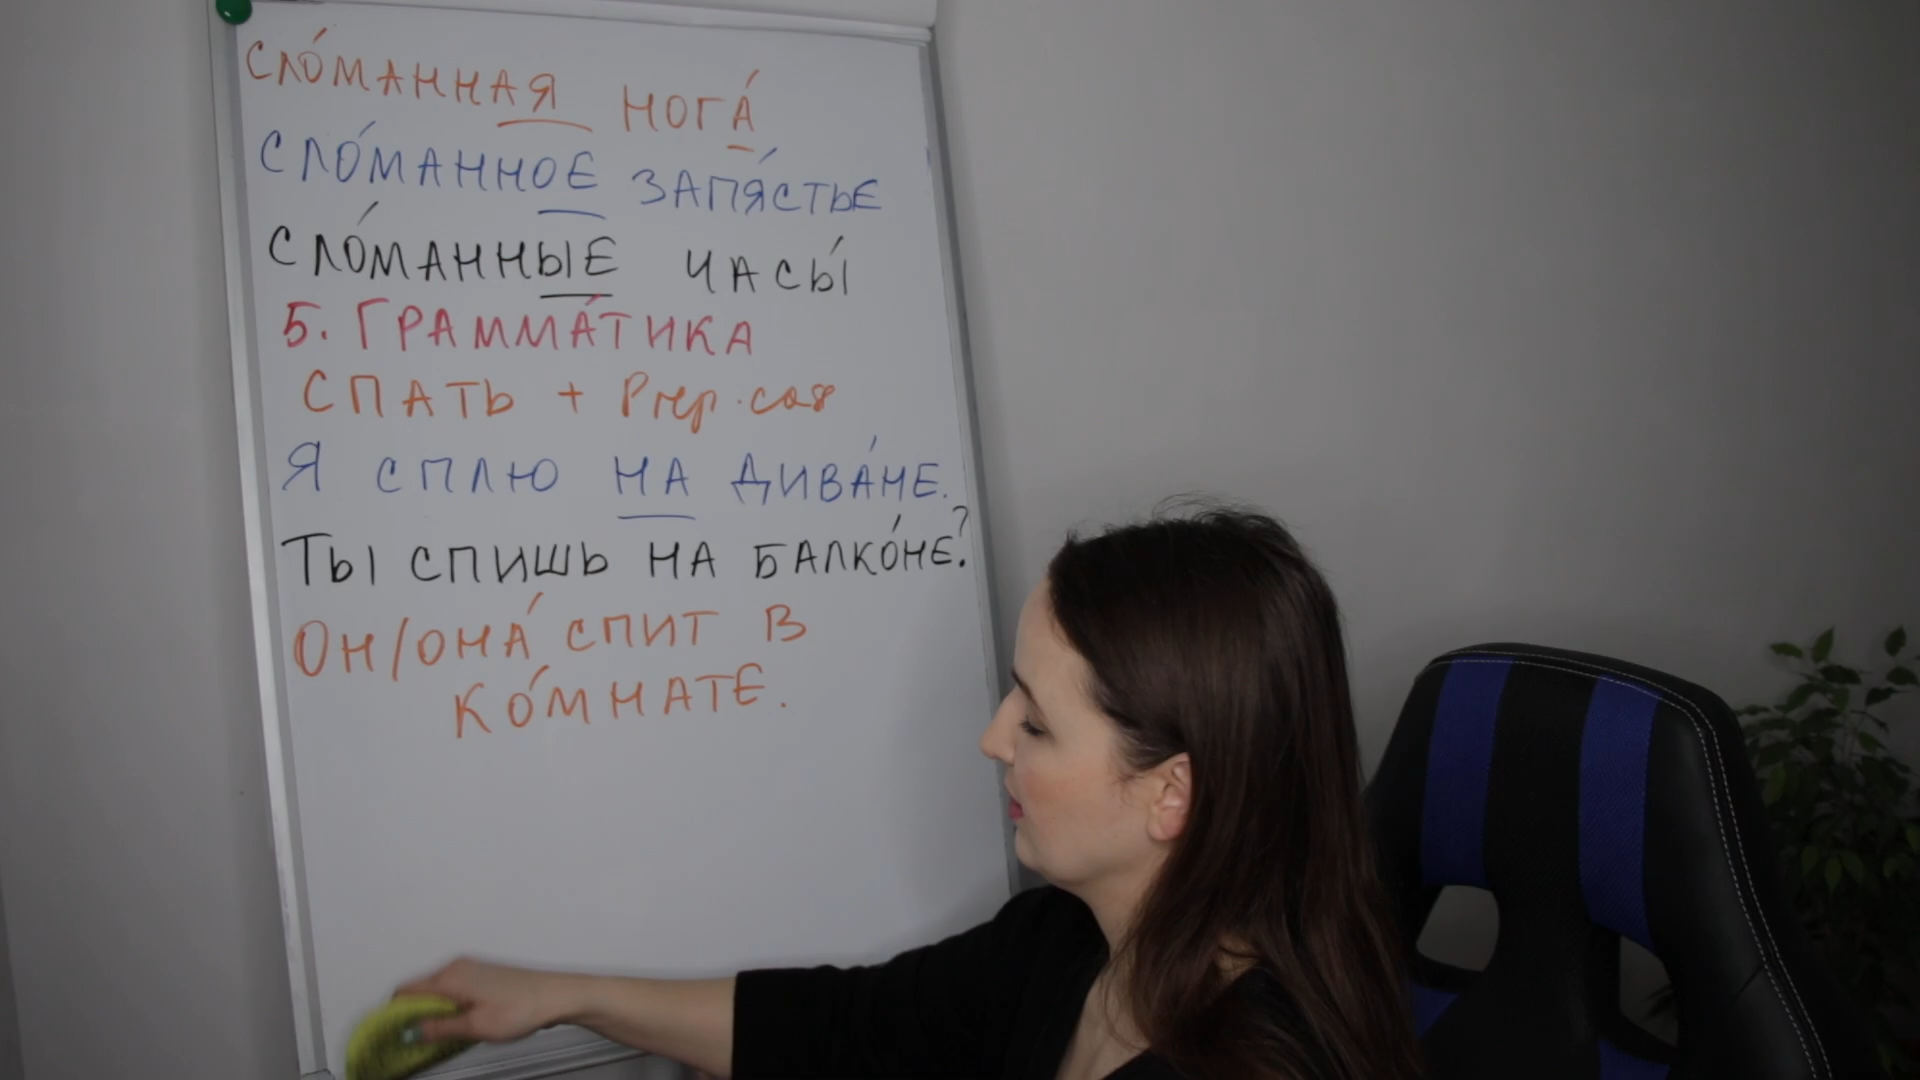 СЛО́МАННАЯ НОГА́
СЛО́МАННОЕ ЗАПЯ́СТЬЕ
СЛО́МАННЫЕ ЧАСЫ́
5. ГРАММА́ТИКА
СПАТЬ + Prep. case
Я СПЛЮ НА ДИВА́НЕ.
ТЫ СПИШЬ НА БАЛКО́НЕ?
ОН/ОНА́ СПИТ В
КО́МНАТЕ.